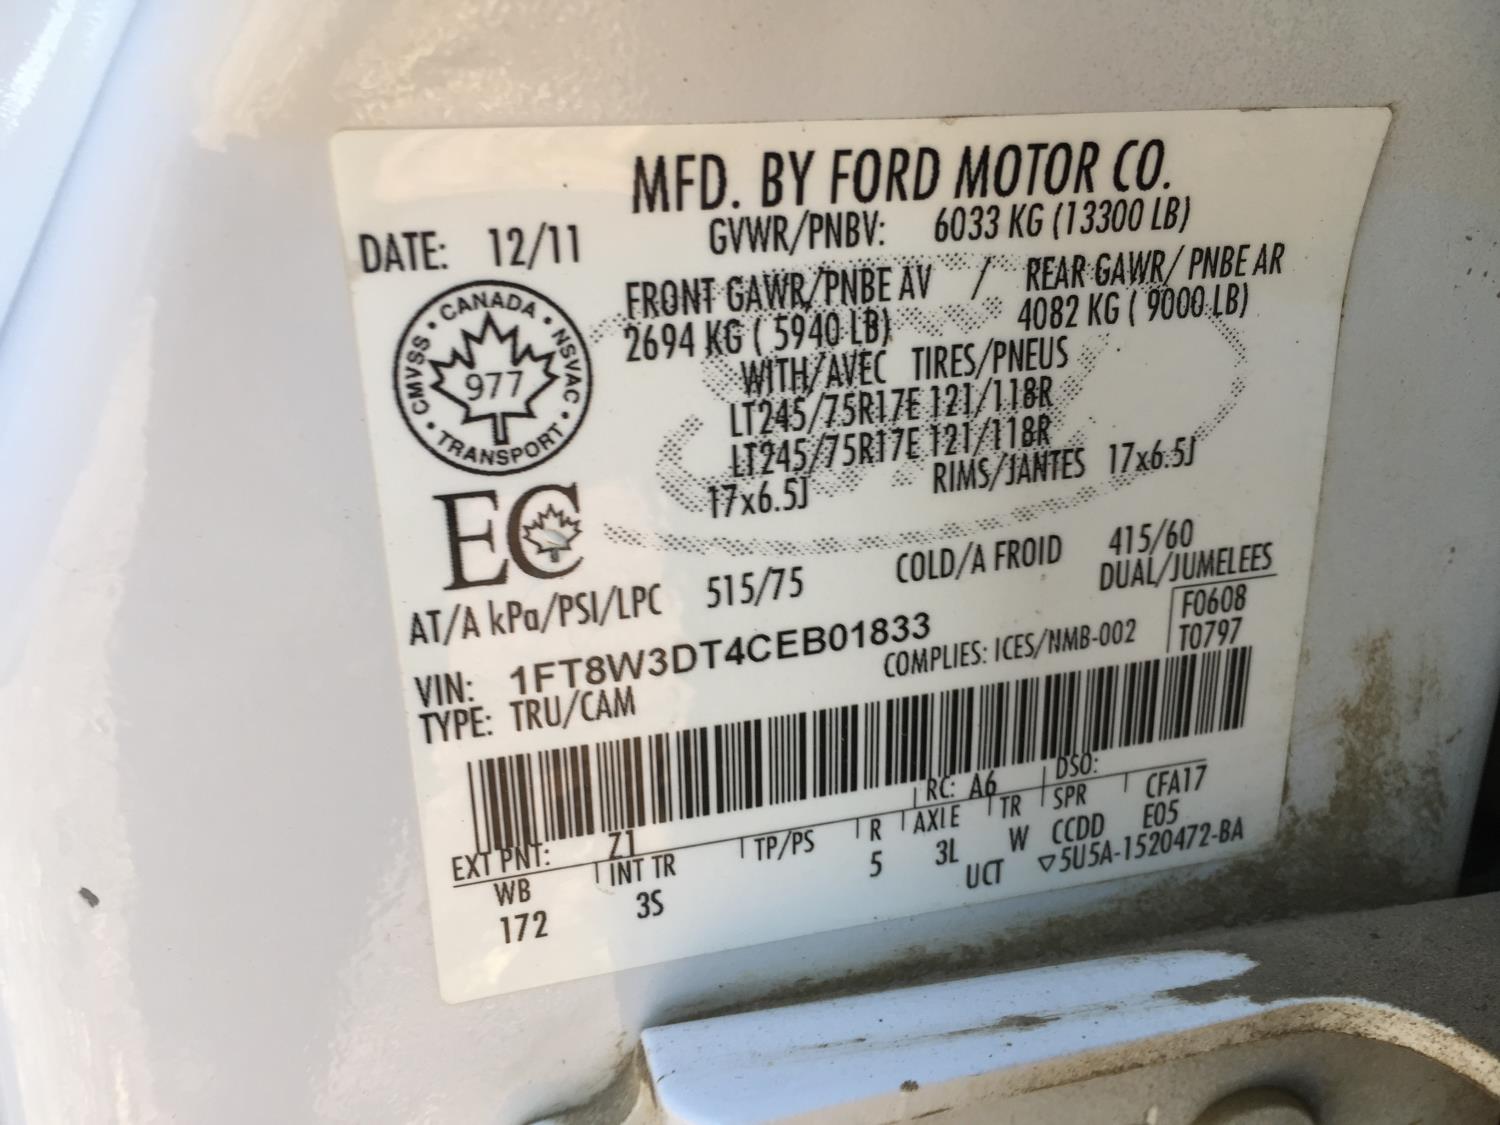 MFD. BY FORD MOTOR CO.
DATE: 12/11 GVWR/PNBV: 6033 KG (13300 LB)
FRONT GAWR/PNBE AV / REAR GAWR/ PNBE AR
2694 KG ( 5940 LB) 4082 KG ( 9000 LB)
WITH/AVEC TIRES/PNEUS
LT245/75R17E 121/118R
LT245/75R17E 121/118R
17x6.5J RIMS/JANTES 17x6.5J
CANADA • NSVAC • TRANSPORT • CMVSS •
977
EC
AT/A kPa/PSI/LPC 515/75 COLD/A FROID 415/60
DUAL/JUMELEES
VIN: 1FT8W3DT4CEB01833
COMPLIES: ICES/NMB-002
F0608
T0797
TYPE: TRU/CAM
EXT PNT: Z1 RC: A6 DSO:
WB INT TR TP/PS R AXLE TR SPR CFA17
172 3S 5 3L W CCDD E05
UCT ▽5U5A-1520472-BA